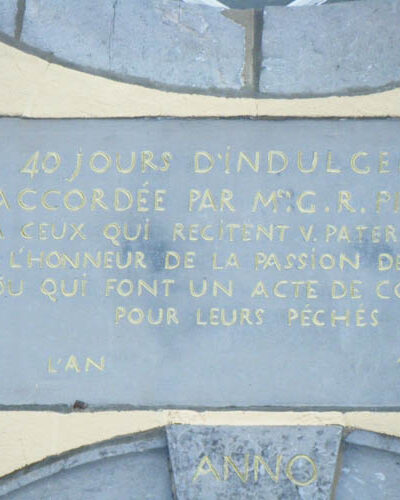 40 JOURS D'INDULGE
ACCORDÉE PAR Mgr. G. R. P
A CEUX QUI RECITENT V. PATER
L'HONNEUR DE LA PASSION DE
OU QUI FONT UN ACTE DE CO
POUR LEURS PÉCHÉS
L'AN
ANNO